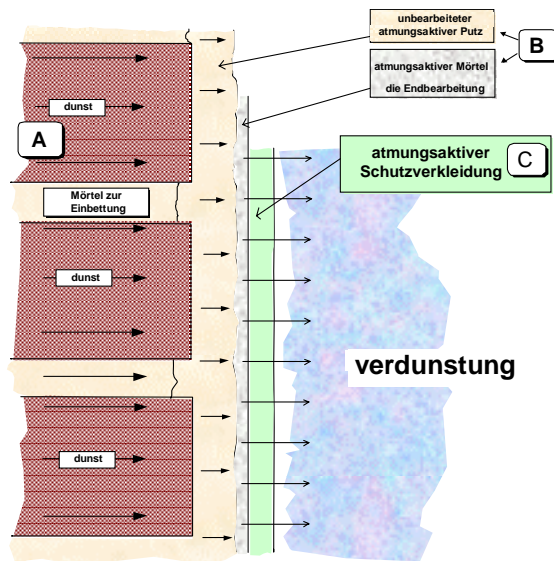 unbearbeiteter
atmungsaktiver Putz
B
atmungsaktiver Mörtel
die Endbearbeitung
dunst
A
atmungsaktiver
Schutzverkleidung
C
Mörtel zur
Einbettung
dunst
verdunstung
dunst